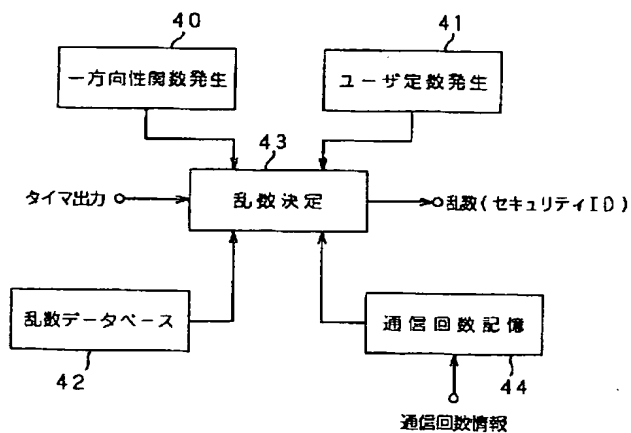 40
一方向性関数発生
41
ユーザ定数発生
43
タイマ出力
乱数決定
乱数(セキュリティID)
乱数データベース
42
通信回数記憶
44
通信回数情報